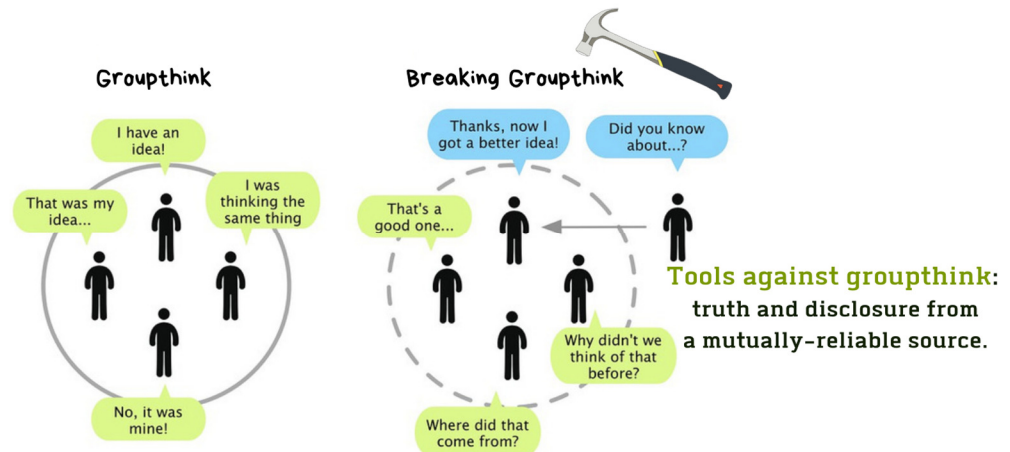 Groupthink
I have an
idea!
That was my
idea...
I was
thinking the
same thing
No, it was
mine!
Breaking Groupthink
Thanks, now I
got a better idea!
Did you know
about...?
That's a
good one...
Why didn't we
think of that
before?
Where did that
come from?
Tools against groupthink:
truth and disclosure from
a mutually-reliable source.